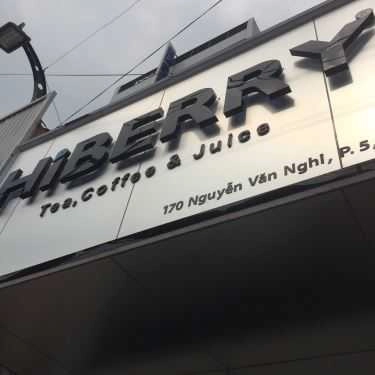 HiBERRY
Tea, Coffee & Juice
170 Nguyễn Văn Nghi, P. 5,